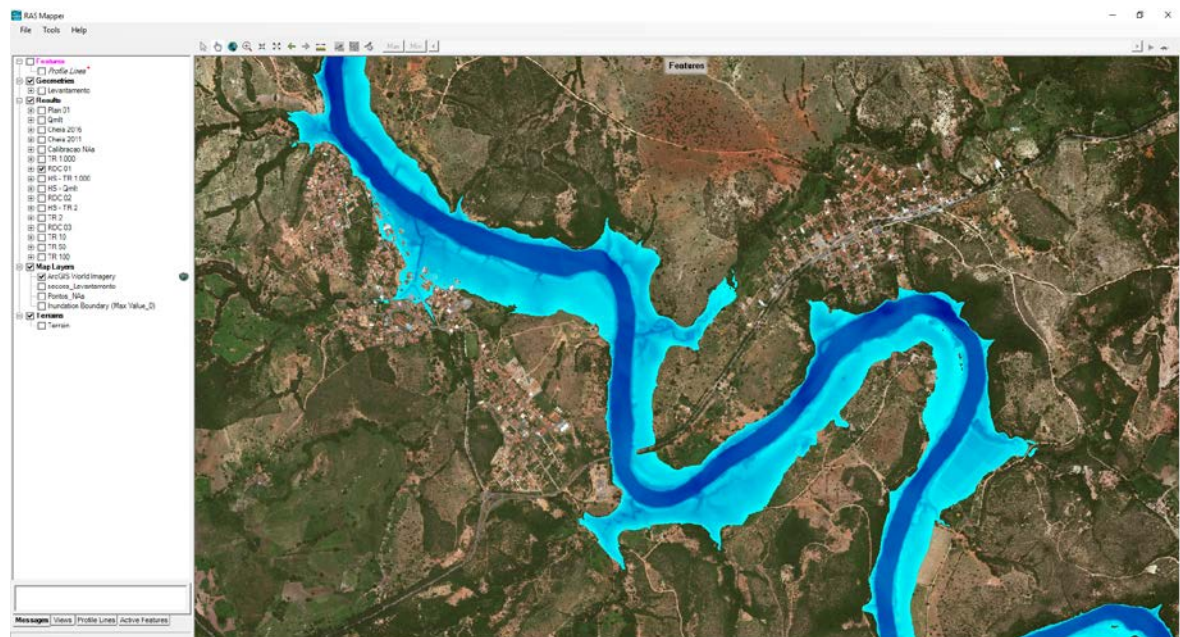 RAS Mapper
File Tools Help
Max Min
Features
Profile Lines
Geometries
Levantamento
Results
Plan 01
Qmlt
Cheia 2016
Cheia 2011
Calibracao NAs
TR 1.000
RDC 01
HS - TR 1.000
HS - Qmlt
RDC 02
HS - TR 2
TR 2
RDC 03
TR 10
TR 50
TR 100
Map Layers
ArcGIS World Imagery
secoes_Levantamento
Pontos_NAs
Inundation Boundary (Max Value_0)
Terrains
Terrain
Features
Messages Views Profile Lines Active Features